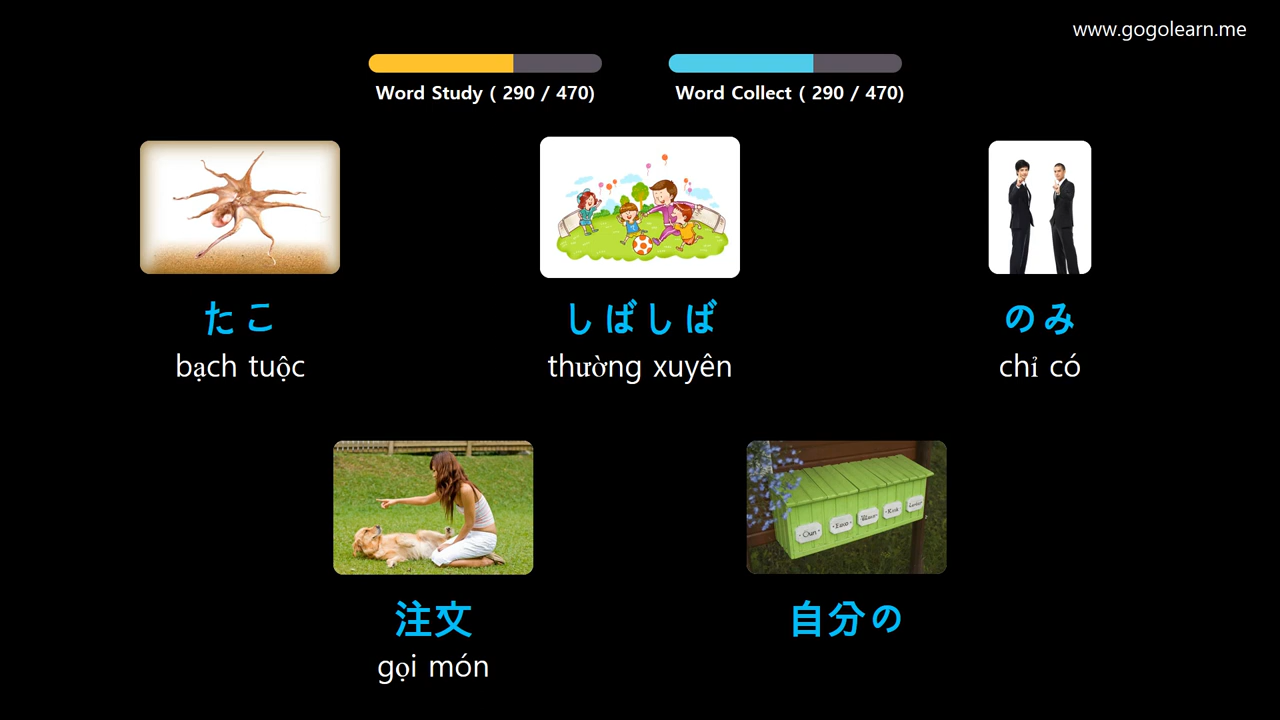 www.gogolearn.me
Word Study ( 290 / 470)
Word Collect ( 290 / 470)
たこ
しばしば
のみ
bạch tuộc
thường xuyên
chỉ có
注文
自分の
gọi món